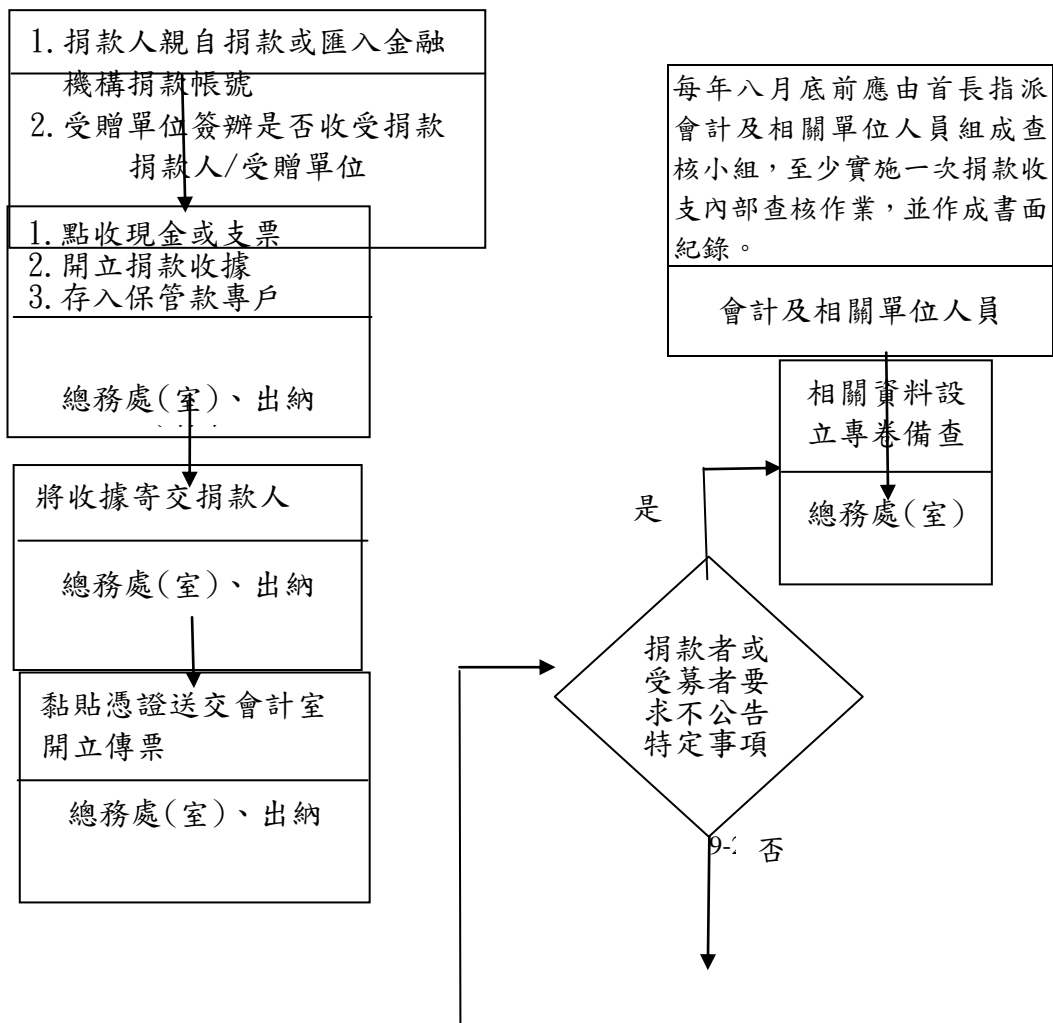 1. 捐款人親自捐款或匯入金融
機構捐款帳號
2. 受贈單位簽辦是否收受捐款
捐款人/受贈單位
1. 點收現金或支票
2. 開立捐款收據
3. 存入保管款專戶
總務處(室)、出納
將收據寄交捐款人
總務處(室)、出納
黏貼憑證送交會計室
開立傳票
總務處(室)、出納
每年八月底前應由首長指派
會計及相關單位人員組成查
核小組，至少實施一次捐款收
支內部查核作業，並作成書面
紀錄。
會計及相關單位人員
相關資料設
立專卷備查
總務處(室)
是
捐款者或
受募者要
求不公告
特定事項
否